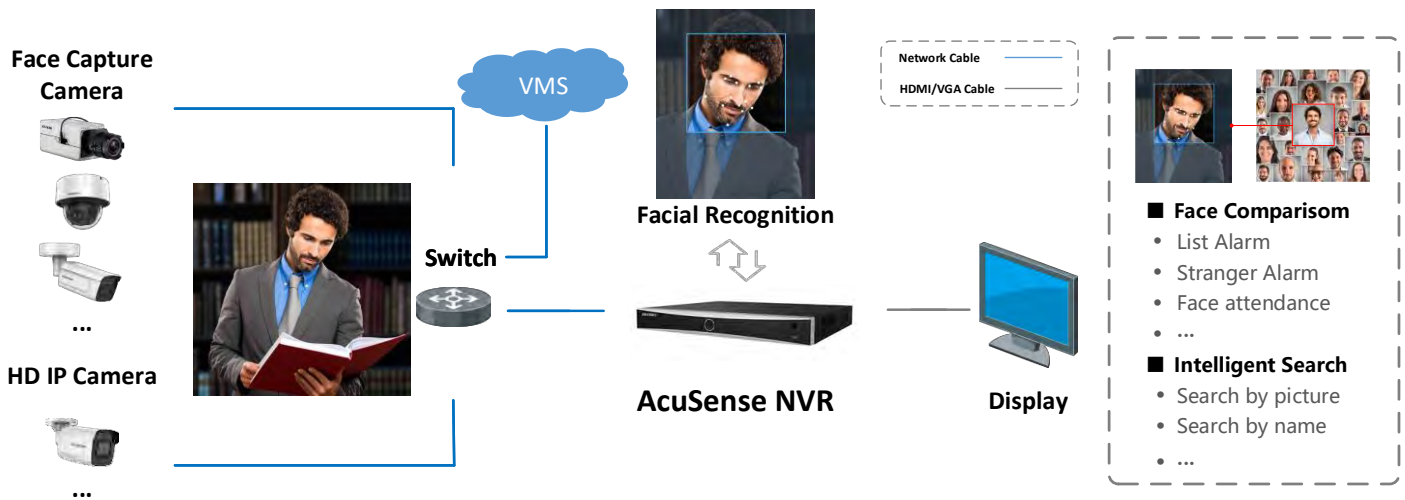 Face Capture
Camera
...
HD IP Camera
...
VMS
Switch
Facial Recognition
AcuSense NVR
Display
Network Cable
HDMI/VGA Cable
■ Face Comparisom
• List Alarm
• Stranger Alarm
• Face attendance
• ...
■ Intelligent Search
• Search by picture
• Search by name
• ...